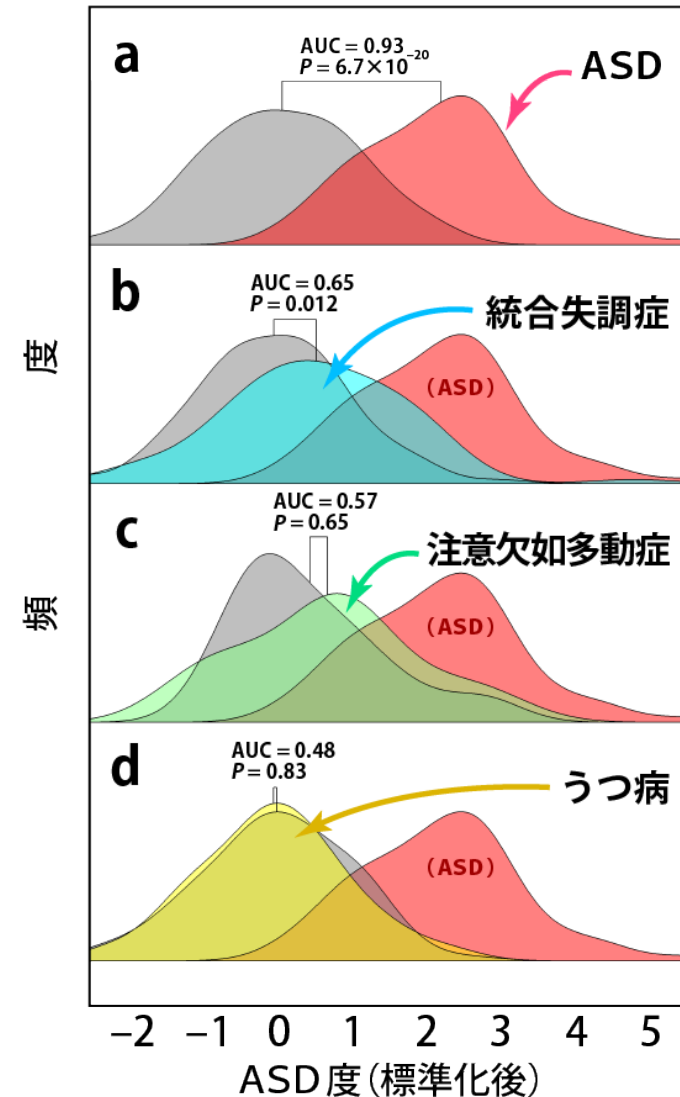 a
AUC = 0.93
P = 6.7×10⁻²⁰
ASD
b
AUC = 0.65
P = 0.012
統合失調症
(ASD)
c
AUC = 0.57
P = 0.65
注意欠如多動症
(ASD)
d
AUC = 0.48
P = 0.83
うつ病
(ASD)
頻度
−2 −1 0 1 2 3 4 5
ASD度(標準化後)